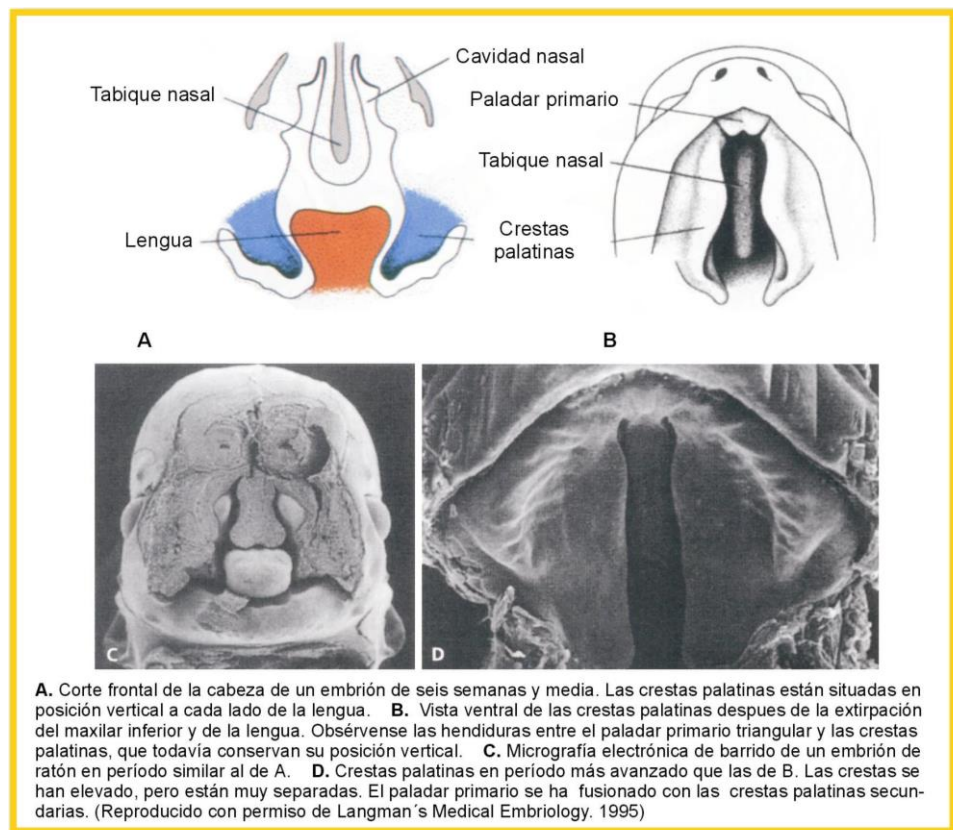 Cavidad nasal
Tabique nasal
Lengua
Paladar primario
Tabique nasal
Crestas
palatinas
A
B
C
D
A. Corte frontal de la cabeza de un embrión de seis semanas y media. Las crestas palatinas están situadas en
posición vertical a cada lado de la lengua. B. Vista ventral de las crestas palatinas despues de la extirpación
del maxilar inferior y de la lengua. Obsérvense las hendiduras entre el paladar primario triangular y las crestas
palatinas, que todavía conservan su posición vertical. C. Micrografía electrónica de barrido de un embrión de
ratón en período similar al de A. D. Crestas palatinas en período más avanzado que las de B. Las crestas se
han elevado, pero están muy separadas. El paladar primario se ha fusionado con las crestas palatinas secun-
darias. (Reproducido con permiso de Langman´s Medical Embriology. 1995)